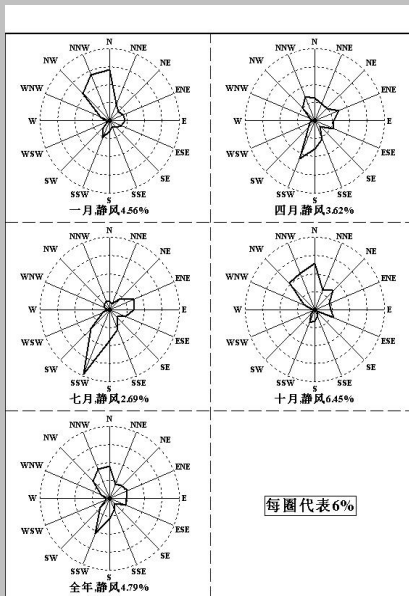 N
NNW NNE
NW NE
WNW ENE
W E
WSW ESE
SW SE
SSW SSE
S
一月,静风4.56%
N
NNW NNE
NW NE
WNW ENE
W E
WSW ESE
SW SE
SSW SSE
S
四月,静风3.62%
N
NNW NNE
NW NE
WNW ENE
W E
WSW ESE
SW SE
SSW SSE
S
七月,静风2.69%
N
NNW NNE
NW NE
WNW ENE
W E
WSW ESE
SW SE
SSW SSE
S
十月,静风6.45%
N
NNW NNE
NW NE
WNW ENE
W E
WSW ESE
SW SE
SSW SSE
S
全年,静风4.79%
每圈代表6%